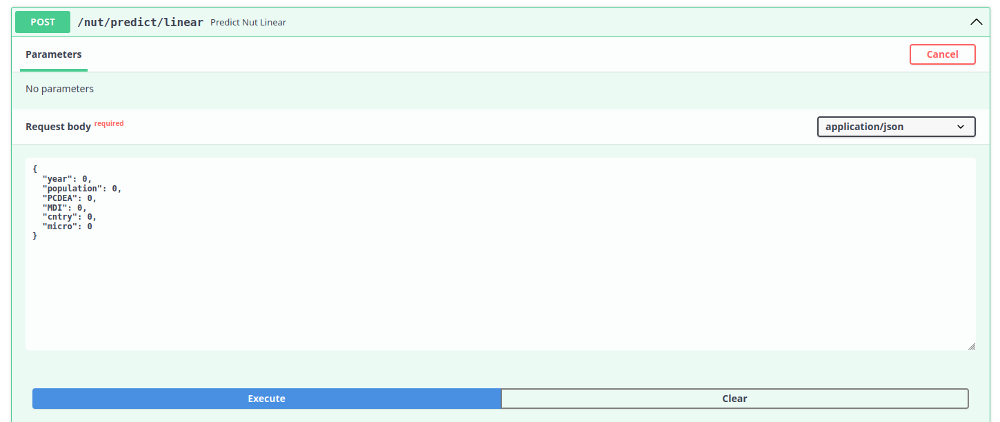 POST /nut/predict/linear Predict Nut Linear
Parameters
Cancel
No parameters
Request body required
application/json
{
  "year": 0,
  "population": 0,
  "PCDEA": 0,
  "MDI": 0,
  "cntry": 0,
  "micro": 0
}
Execute
Clear